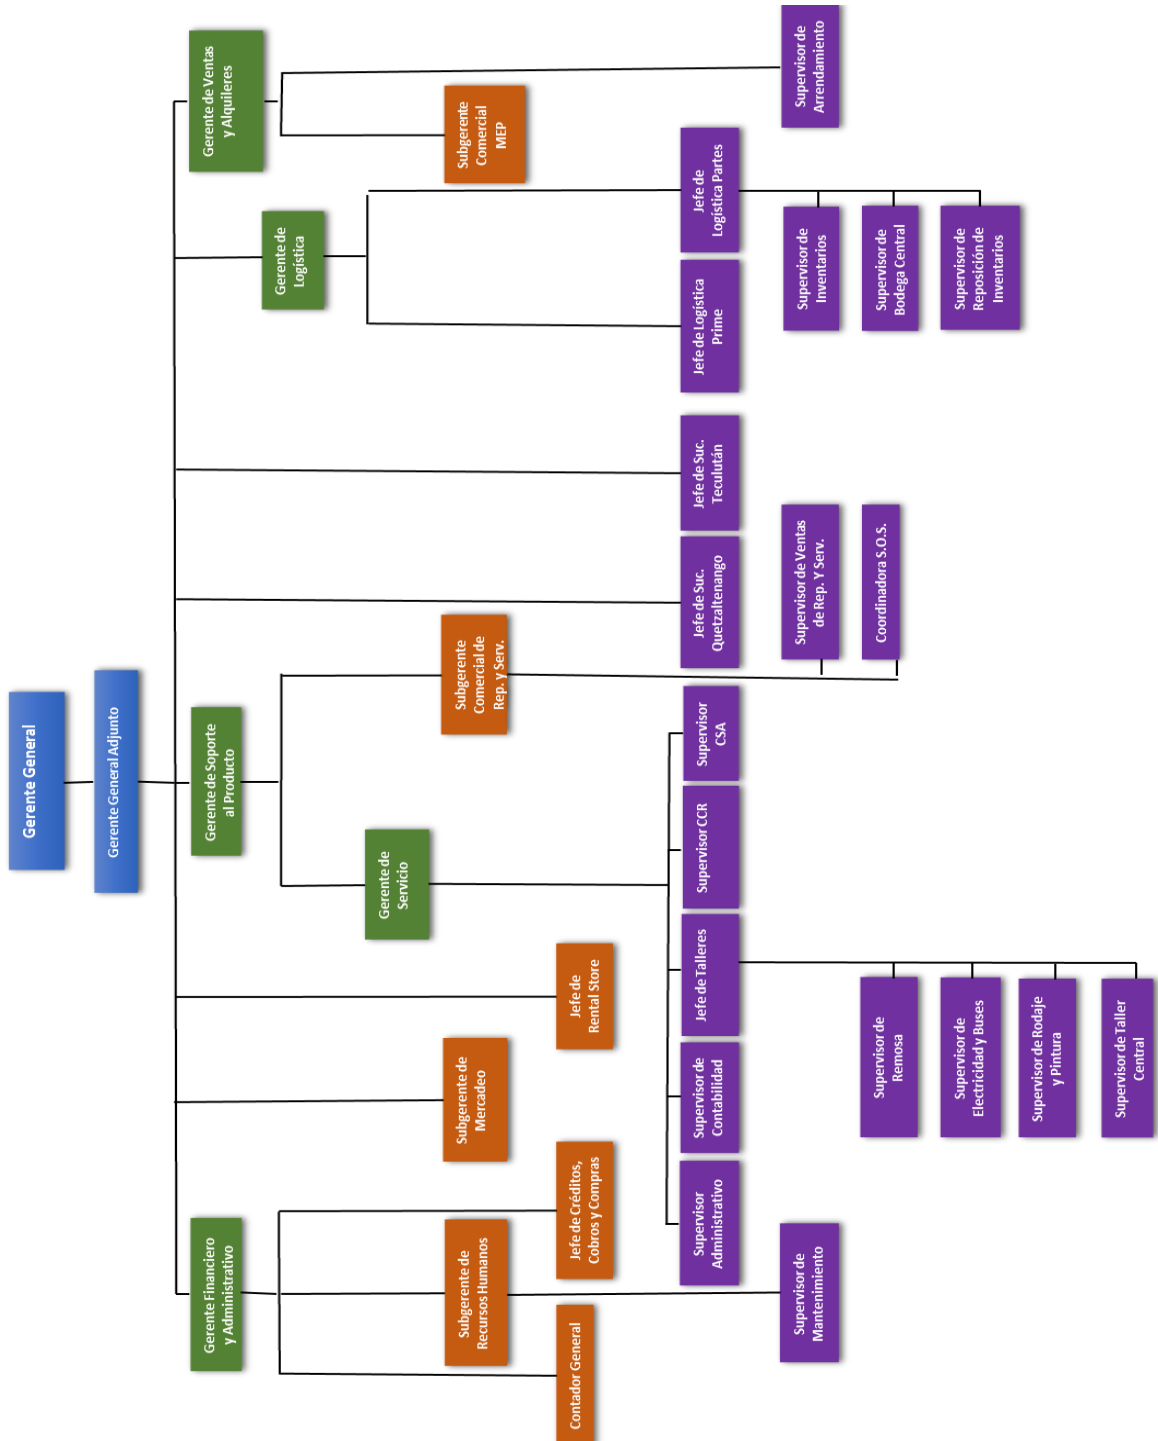 Gerente General
Gerente General Adjunto
Gerente Financiero
y Administrativo
Gerente de Soporte
al Producto
Gerente de Ventas
y Alquileres
Gerente de
Logística
Gerente de
Servicio
Subgerente de
Recursos Humanos
Subgerente de
Mercadeo
Subgerente
Comercial de
Rep. y Serv.
Subgerente
Comercial
MEP
Contador General
Jefe de Créditos,
Cobros y Compras
Jefe de
Rental Store
Supervisor
Administrativo
Supervisor de
Contabilidad
Jefe de Talleres
Supervisor CCR
Supervisor
CSA
Jefe de Suc.
Quetzaltenango
Jefe de Suc.
Teculután
Jefe de Logística
Prime
Jefe de
Logística Partes
Supervisor de
Mantenimiento
Supervisor de Ventas
de Rep. Y Serv.
Supervisor de
Inventarios
Supervisor de
Arrendamiento
Supervisor de
Remosa
Coordinadora S.O.S.
Supervisor de
Bodega Central
Supervisor de
Electricidad y Buses
Supervisor de
Reposición de
Inventarios
Supervisor de Rodaje
y Pintura
Supervisor de Taller
Central